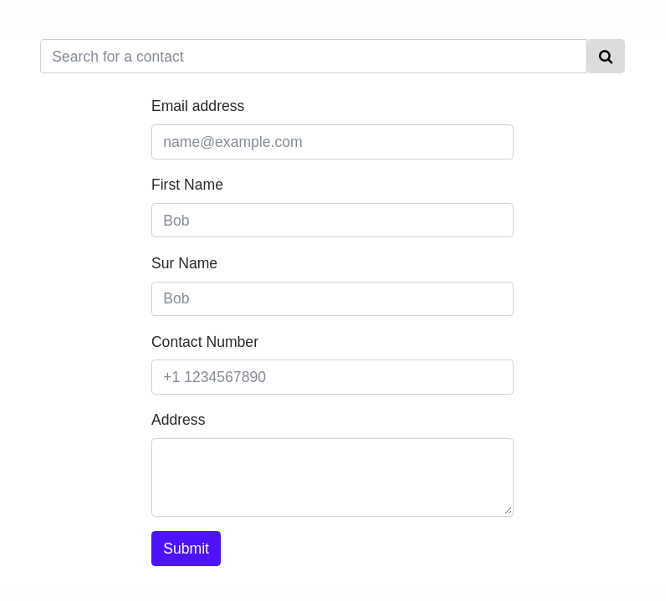 Search for a contact
Email address
name@example.com
First Name
Bob
Sur Name
Bob
Contact Number
+1 1234567890
Address
Submit